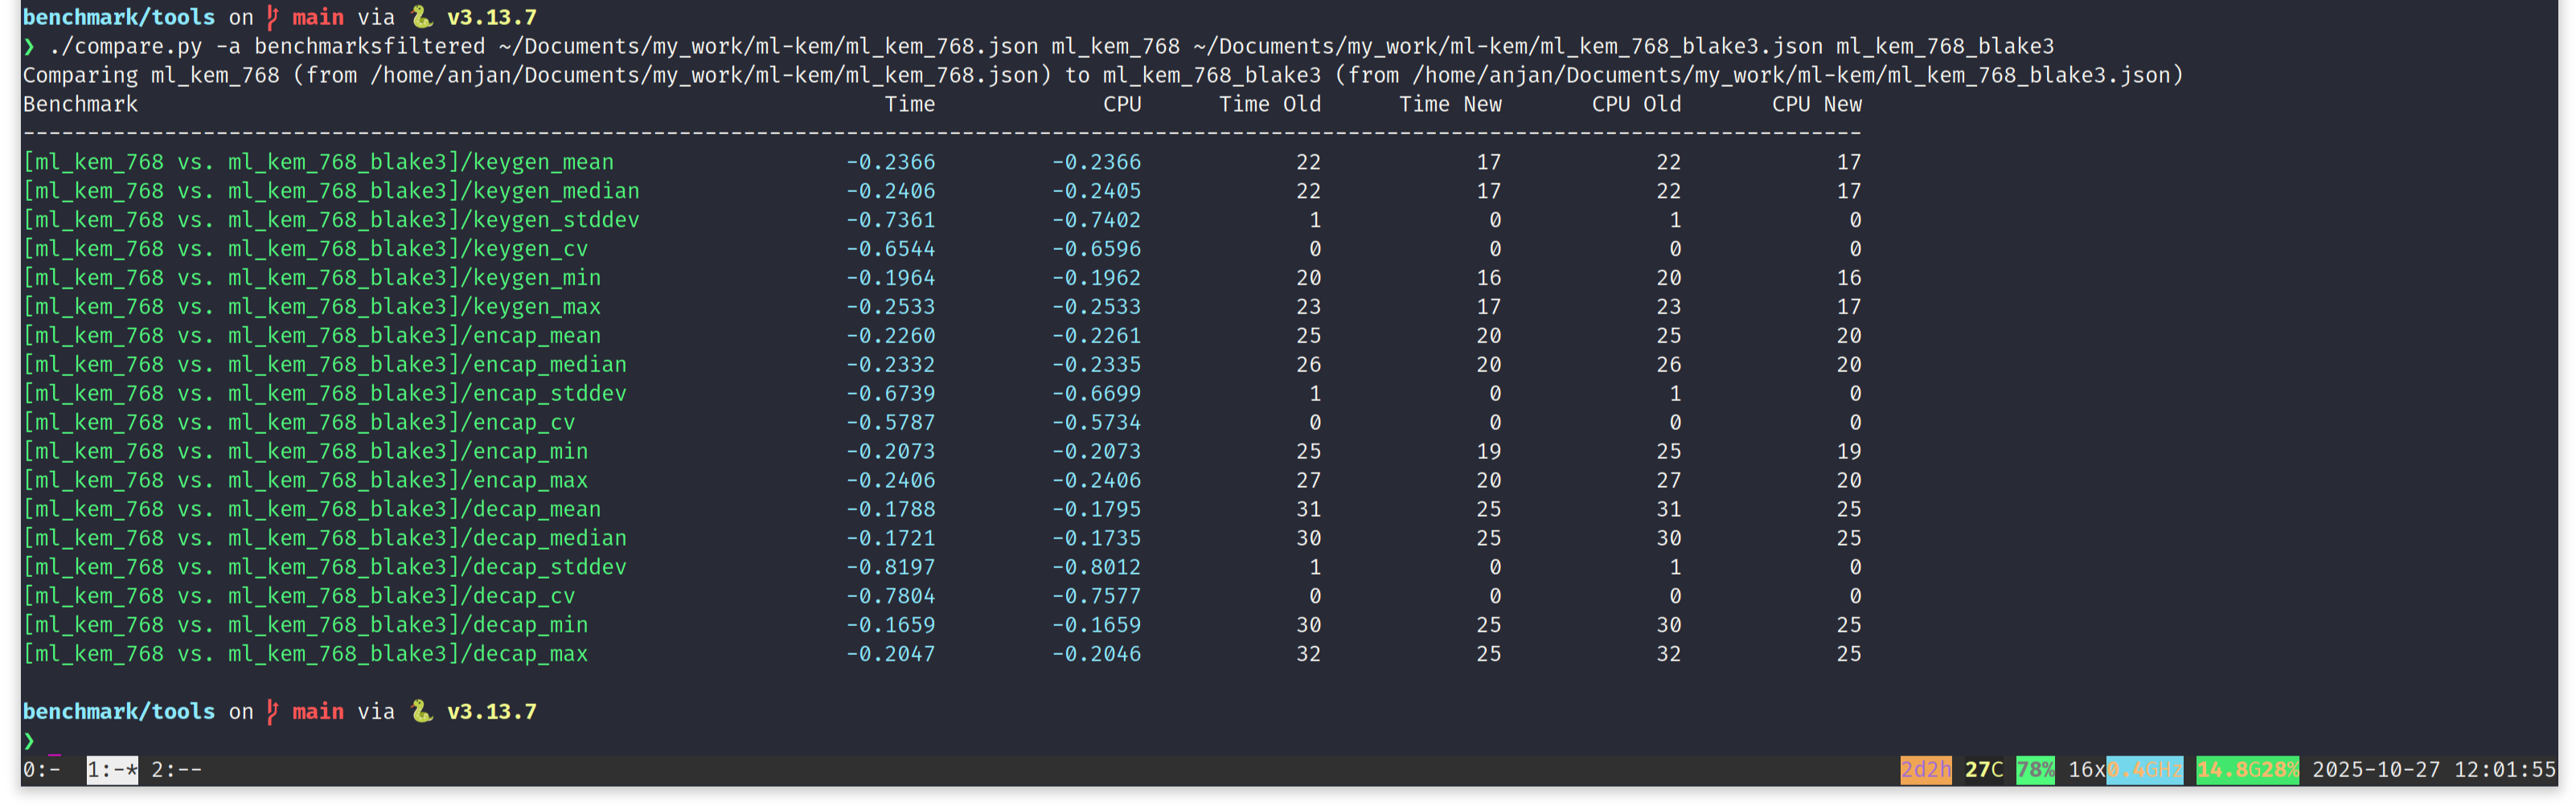 benchmark/tools on main via 🐍 v3.13.7
❯ ./compare.py -a benchmarksfiltered ~/Documents/my_work/ml-kem/ml_kem_768.json ml_kem_768 ~/Documents/my_work/ml-kem/ml_kem_768_blake3.json ml_kem_768_blake3
Comparing ml_kem_768 (from /home/anjan/Documents/my_work/ml-kem/ml_kem_768.json) to ml_kem_768_blake3 (from /home/anjan/Documents/my_work/ml-kem/ml_kem_768_blake3.json)
Benchmark Time CPU Time Old Time New CPU Old CPU New
------------------------------------------------------------------------------------------------------------------------------------------------
[ml_kem_768 vs. ml_kem_768_blake3]/keygen_mean -0.2366 -0.2366 22 17 22 17
[ml_kem_768 vs. ml_kem_768_blake3]/keygen_median -0.2406 -0.2405 22 17 22 17
[ml_kem_768 vs. ml_kem_768_blake3]/keygen_stddev -0.7361 -0.7402 1 0 1 0
[ml_kem_768 vs. ml_kem_768_blake3]/keygen_cv -0.6544 -0.6596 0 0 0 0
[ml_kem_768 vs. ml_kem_768_blake3]/keygen_min -0.1964 -0.1962 20 16 20 16
[ml_kem_768 vs. ml_kem_768_blake3]/keygen_max -0.2533 -0.2533 23 17 23 17
[ml_kem_768 vs. ml_kem_768_blake3]/encap_mean -0.2260 -0.2261 25 20 25 20
[ml_kem_768 vs. ml_kem_768_blake3]/encap_median -0.2332 -0.2335 26 20 26 20
[ml_kem_768 vs. ml_kem_768_blake3]/encap_stddev -0.6739 -0.6699 1 0 1 0
[ml_kem_768 vs. ml_kem_768_blake3]/encap_cv -0.5787 -0.5734 0 0 0 0
[ml_kem_768 vs. ml_kem_768_blake3]/encap_min -0.2073 -0.2073 25 19 25 19
[ml_kem_768 vs. ml_kem_768_blake3]/encap_max -0.2406 -0.2406 27 20 27 20
[ml_kem_768 vs. ml_kem_768_blake3]/decap_mean -0.1788 -0.1795 31 25 31 25
[ml_kem_768 vs. ml_kem_768_blake3]/decap_median -0.1721 -0.1735 30 25 30 25
[ml_kem_768 vs. ml_kem_768_blake3]/decap_stddev -0.8197 -0.8012 1 0 1 0
[ml_kem_768 vs. ml_kem_768_blake3]/decap_cv -0.7804 -0.7577 0 0 0 0
[ml_kem_768 vs. ml_kem_768_blake3]/decap_min -0.1659 -0.1659 30 25 30 25
[ml_kem_768 vs. ml_kem_768_blake3]/decap_max -0.2047 -0.2046 32 25 32 25
benchmark/tools on main via 🐍 v3.13.7
❯ _
0:- 1:-* 2:-- 2d2h 27C 78% 16x0.4GHz 14.8G28% 2025-10-27 12:01:55